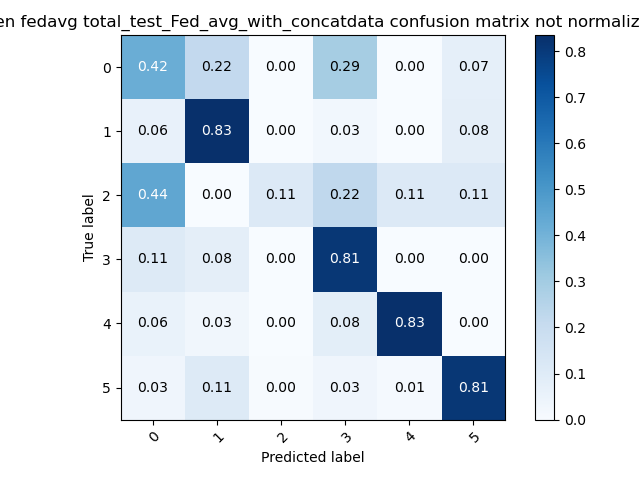 en fedavg total_test_Fed_avg_with_concatdata confusion matrix not normaliz
0 0.42 0.22 0.00 0.29 0.00 0.07
1 0.06 0.83 0.00 0.03 0.00 0.08
2 0.44 0.00 0.11 0.22 0.11 0.11
3 0.11 0.08 0.00 0.81 0.00 0.00
4 0.06 0.03 0.00 0.08 0.83 0.00
5 0.03 0.11 0.00 0.03 0.01 0.81
0 1 2 3 4 5
True label
Predicted label
0.8
0.7
0.6
0.5
0.4
0.3
0.2
0.1
0.0